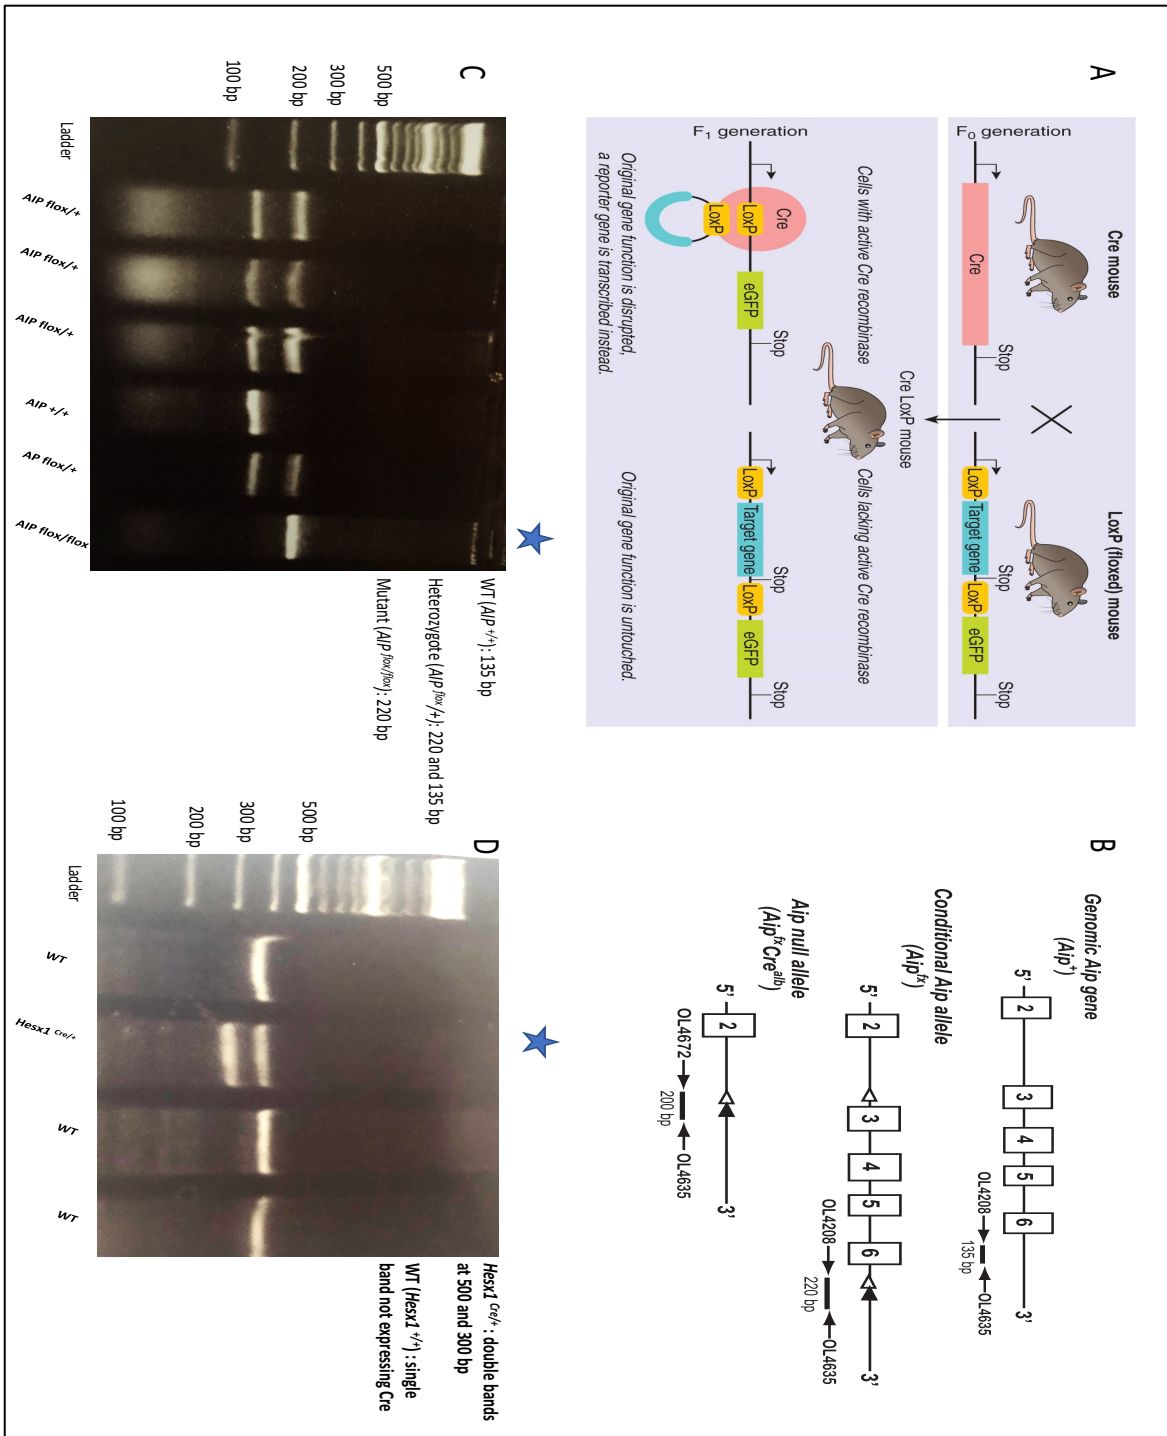 A
Cre mouse
LoxP (floxed) mouse
F0 generation
Cre
Stop
LoxP
Target gene
Stop
LoxP
eGFP
Stop
Cre LoxP mouse
F1 generation
Cells with active Cre recombinase
Cells lacking active Cre recombinase
Cre
LoxP
LoxP
eGFP
Stop
LoxP
Target gene
Stop
LoxP
eGFP
Stop
Original gene function is disrupted,
a reporter gene is transcribed instead.
Original gene function is untouched.
B
Genomic Aip gene
(Aip+)
5'
2
3
4
5
6
3'
OL4208
OL4635
135 bp
Conditional Aip allele
(Aipfx)
5'
2
3
4
5
6
3'
OL4208
OL4635
220 bp
Aip null allele
(AipfxCrealb)
5'
2
3'
OL4672
OL4635
200 bp
C
500 bp
300 bp
200 bp
100 bp
Ladder
AIP flox/+
AIP flox/+
AIP flox/+
AIP +/+
AP flox/+
AIP flox/flox
WT (AIP +/+): 135 bp
Heterozygote (AIP flox/+): 220 and 135 bp
Mutant (AIP flox/flox): 220 bp
D
500 bp
300 bp
200 bp
100 bp
Ladder
WT
Hesx1 Cre/+
WT
WT
Hesx1 Cre/+ : double bands
at 500 and 300 bp
WT (Hesx1 +/+) : single
band not expressing Cre